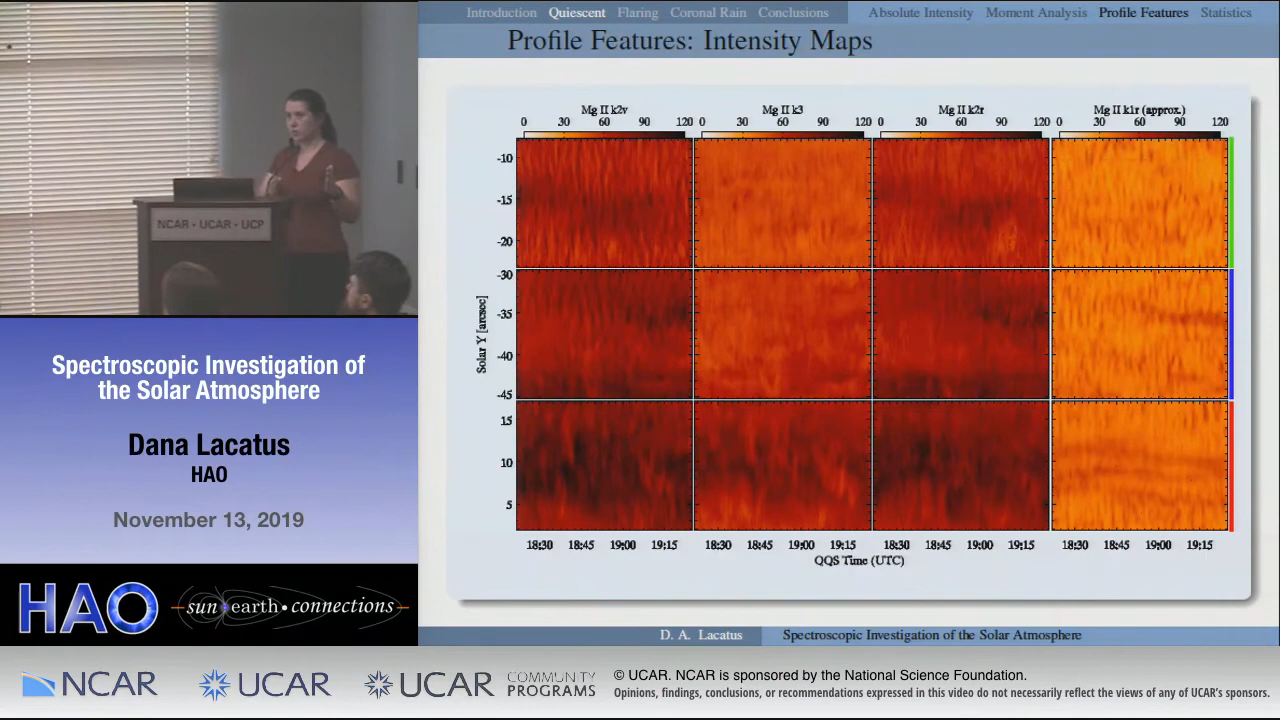 Introduction Quiescent Flaring Coronal Rain Conclusions Absolute Intensity Moment Analysis Profile Features Statistics
Profile Features: Intensity Maps
Mg II k2v Mg II k3 Mg II k2r Mg II k1r (approx.)
0 30 60 90 120 0 30 60 90 120 0 30 60 90 120 0 30 60 90 120
-10
-15
-20
-30
-35
-40
-45
15
10
5
Solar Y [arcsec]
18:30 18:45 19:00 19:15 18:30 18:45 19:00 19:15 18:30 18:45 19:00 19:15 18:30 18:45 19:00 19:15
QQS Time (UTC)
D. A. Lacatus Spectroscopic Investigation of the Solar Atmosphere
NCAR - UCAR - UCP
Spectroscopic Investigation of
the Solar Atmosphere
Dana Lacatus
HAO
November 13, 2019
HAO sun earth • connections
NCAR UCAR UCAR COMMUNITY
PROGRAMS
© UCAR. NCAR is sponsored by the National Science Foundation.
Opinions, findings, conclusions, or recommendations expressed in this video do not necessarily reflect the views of any of UCAR's sponsors.